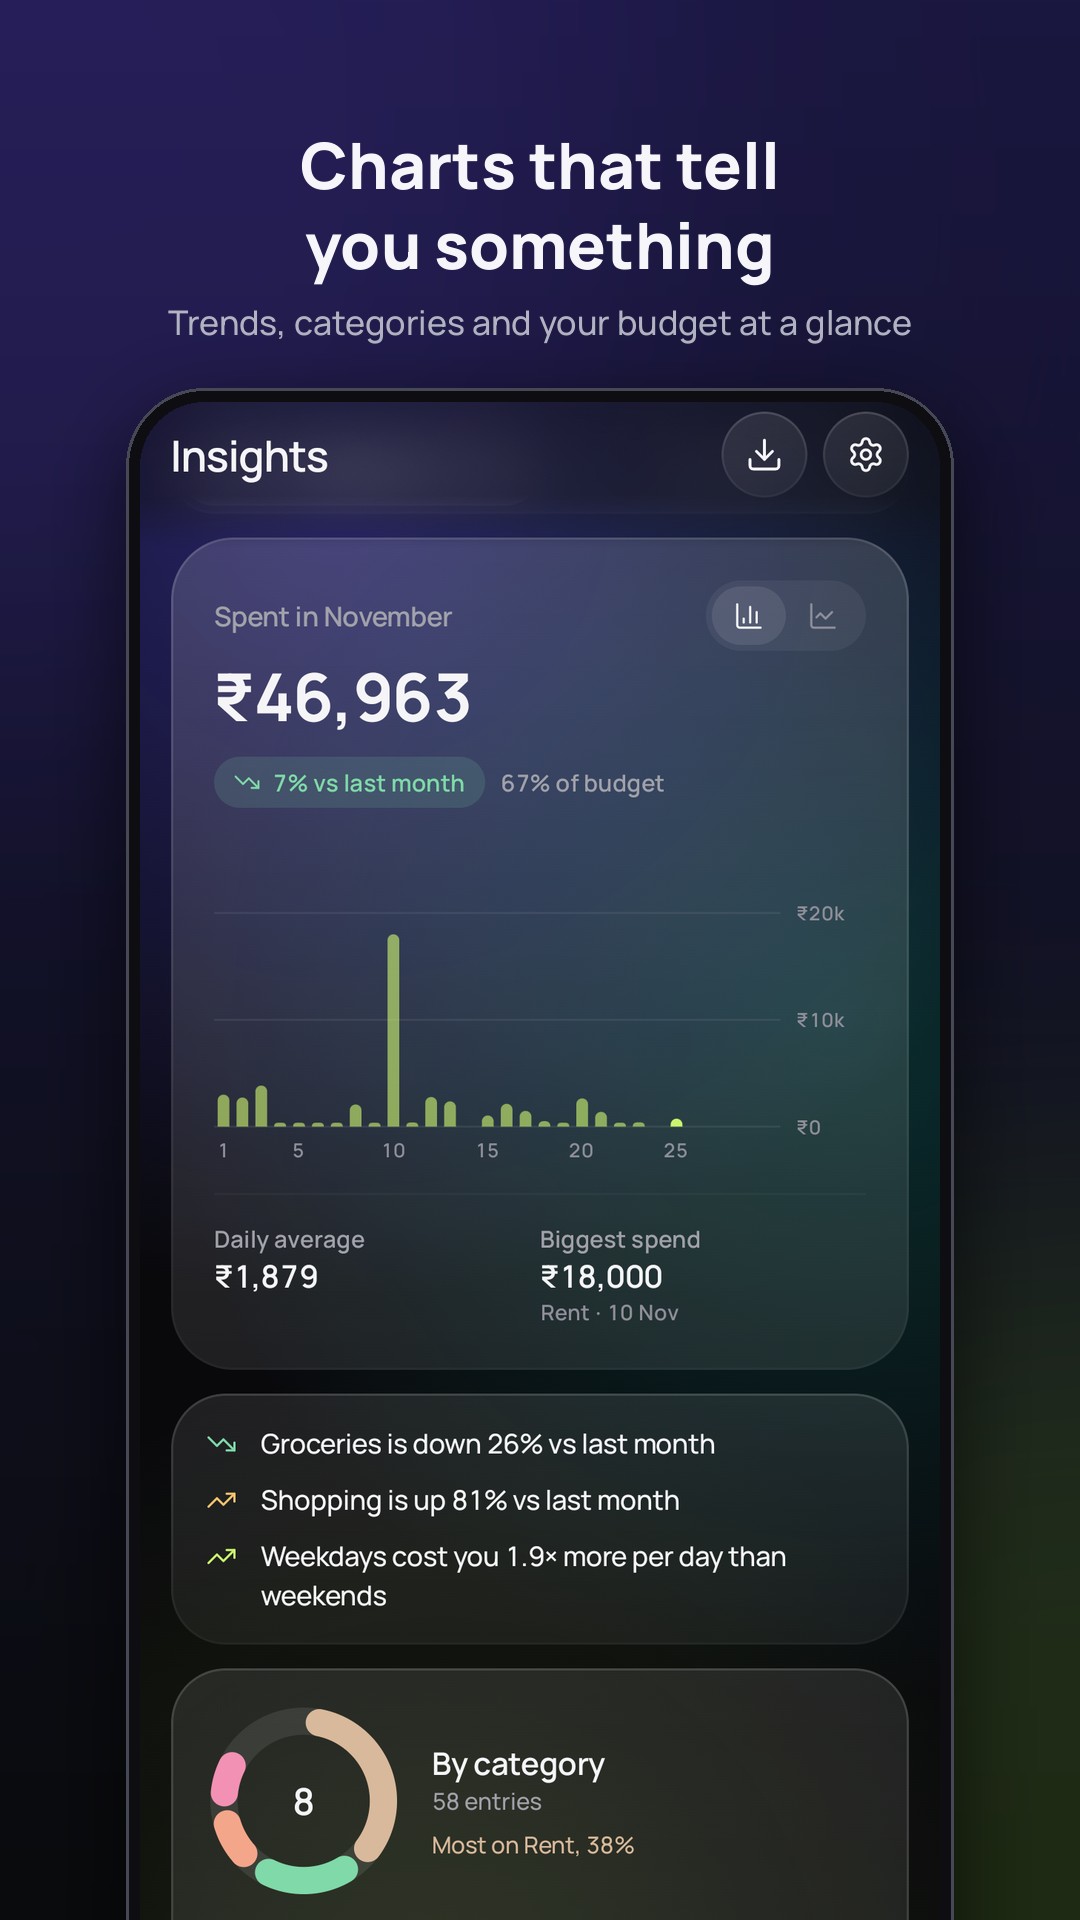 Charts that tell
you something
Trends, categories and your budget at a glance
Insights
Spent in November
₹46,963
7% vs last month 67% of budget
₹20k
₹10k
₹0
1 5 10 15 20 25
Daily average Biggest spend
₹1,879 ₹18,000
Rent · 10 Nov
Groceries is down 26% vs last month
Shopping is up 81% vs last month
Weekdays cost you 1.9× more per day than
weekends
By category
8
58 entries
Most on Rent, 38%